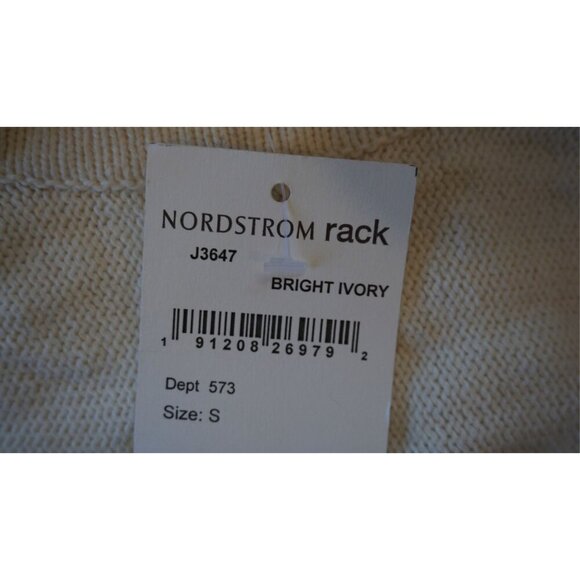 NORDSTROM rack
J3647
BRIGHT IVORY
1 91208 26979 2
Dept 573
Size: S